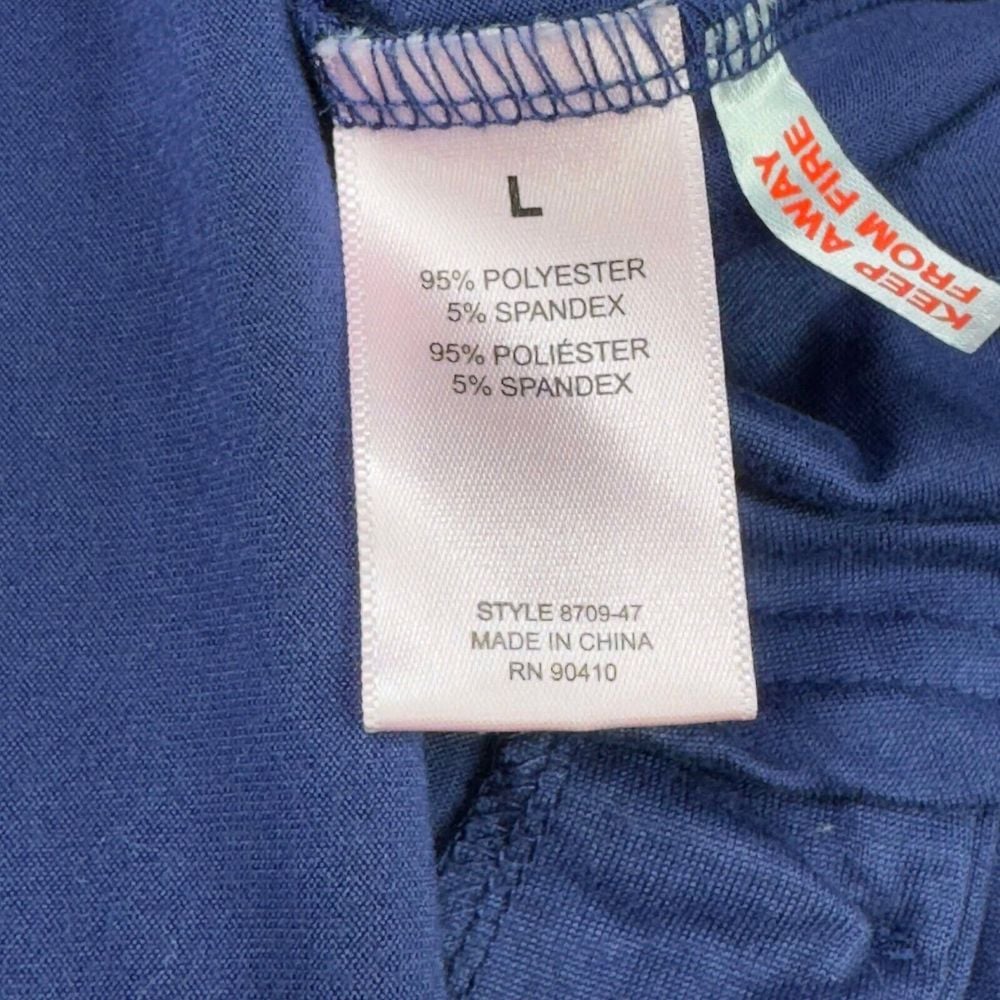 L
95% POLYESTER
5% SPANDEX
95% POLIÉSTER
5% SPANDEX
STYLE 8709-47
MADE IN CHINA
RN 90410
KEEP AWAY
FROM FIRE